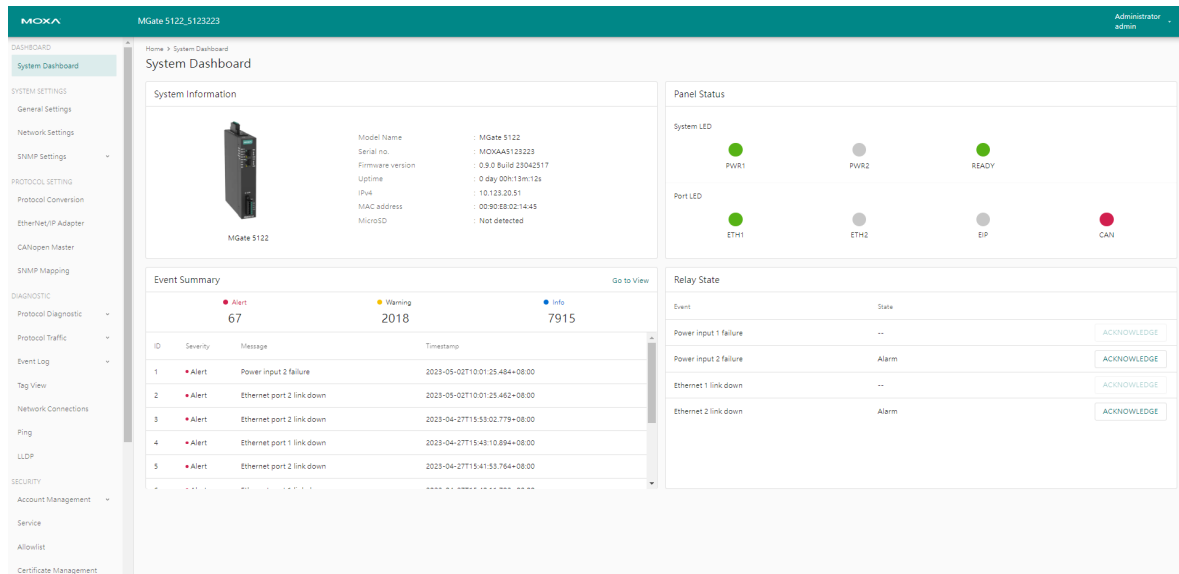 MOXA
MGate 5122_5123223
Administrator
admin
DASHBOARD
System Dashboard
SYSTEM SETTINGS
General Settings
Network Settings
SNMP Settings
PROTOCOL SETTING
Protocol Conversion
EtherNet/IP Adapter
CANopen Master
SNMP Mapping
DIAGNOSTIC
Protocol Diagnostic
Protocol Traffic
Event Log
Tag View
Network Connections
Ping
LLDP
SECURITY
Account Management
Service
Allowlist
Certificate Management
Home > System Dashboard
System Dashboard
System Information
MGate 5122
Model Name : MGate 5122
Serial no. : MOXAA5123223
Firmware version : 0.9.0 Build 23042517
Uptime : 0 day 00h:13m:12s
IPv4 : 10.123.20.51
MAC address : 00:90:E8:02:14:45
MicroSD : Not detected
Panel Status
System LED
PWR1 PWR2 READY
Port LED
ETH1 ETH2 EIP CAN
Event Summary Go to View
Alert Warning Info
67 2018 7915
ID Severity Message Timestamp
1 Alert Power input 2 failure 2023-05-02T10:01:25.484+08:00
2 Alert Ethernet port 2 link down 2023-05-02T10:01:25.462+08:00
3 Alert Ethernet port 2 link down 2023-04-27T15:53:02.779+08:00
4 Alert Ethernet port 1 link down 2023-04-27T15:43:10.894+08:00
5 Alert Ethernet port 2 link down 2023-04-27T15:41:53.764+08:00
Relay State
Event State
Power input 1 failure -- ACKNOWLEDGE
Power input 2 failure Alarm ACKNOWLEDGE
Ethernet 1 link down -- ACKNOWLEDGE
Ethernet 2 link down Alarm ACKNOWLEDGE